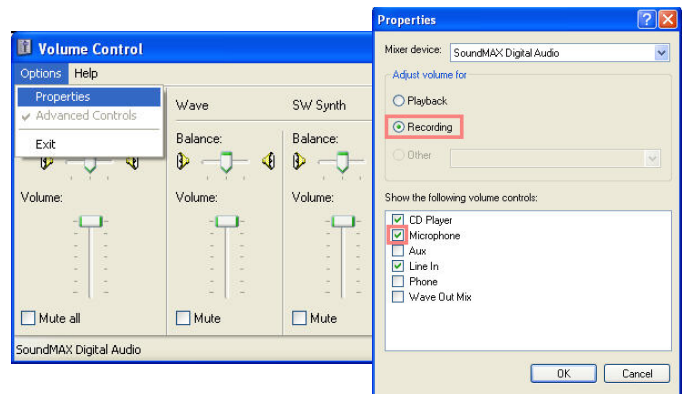 Volume Control
Options Help
Properties
Advanced Controls
Exit
Wave
SW Synth
Balance:
Balance:
Volume:
Volume:
Volume:
Mute all
Mute
Mute
SoundMAX Digital Audio
Properties
Mixer device: SoundMAX Digital Audio
Adjust volume for
Playback
Recording
Other
Show the following volume controls:
CD Player
Microphone
Aux
Line In
Phone
Wave Out Mix
OK Cancel